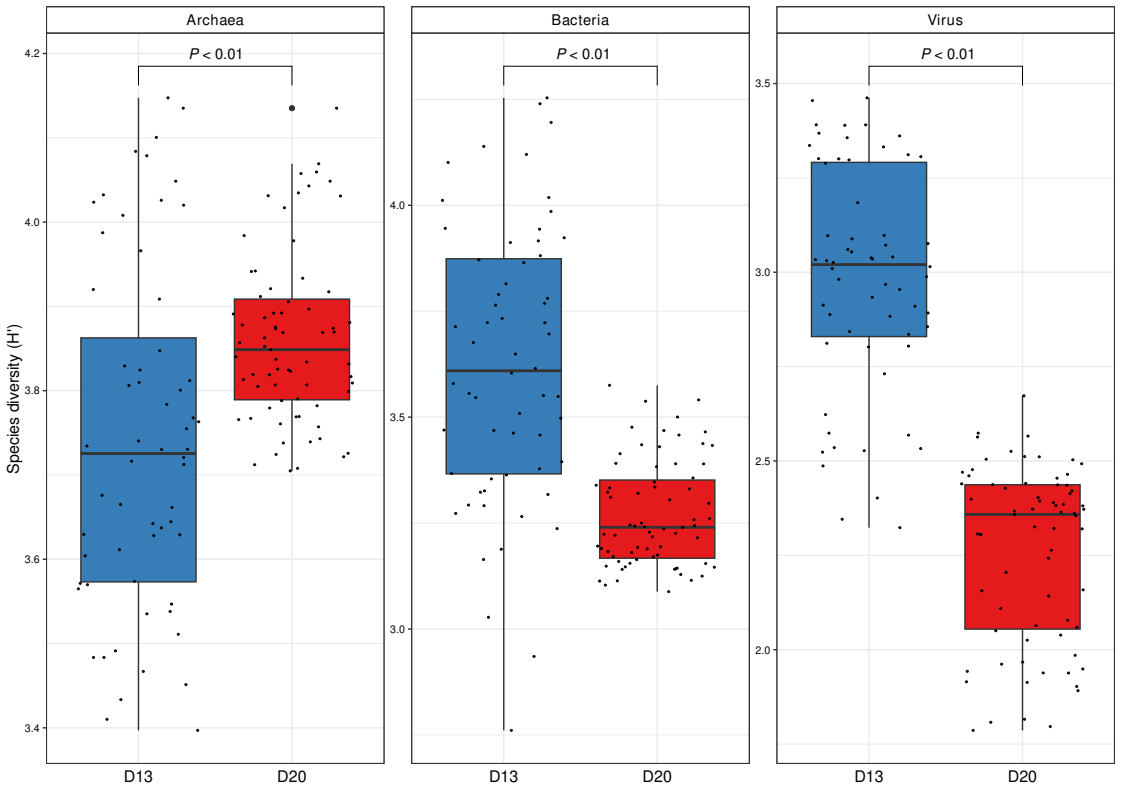 Archaea
Bacteria
Virus
P < 0.01
P < 0.01
P < 0.01
Species diversity (H')
4.2
4.0
3.8
3.6
3.4
4.0
3.5
3.0
3.5
3.0
2.5
2.0
D13
D20
D13
D20
D13
D20